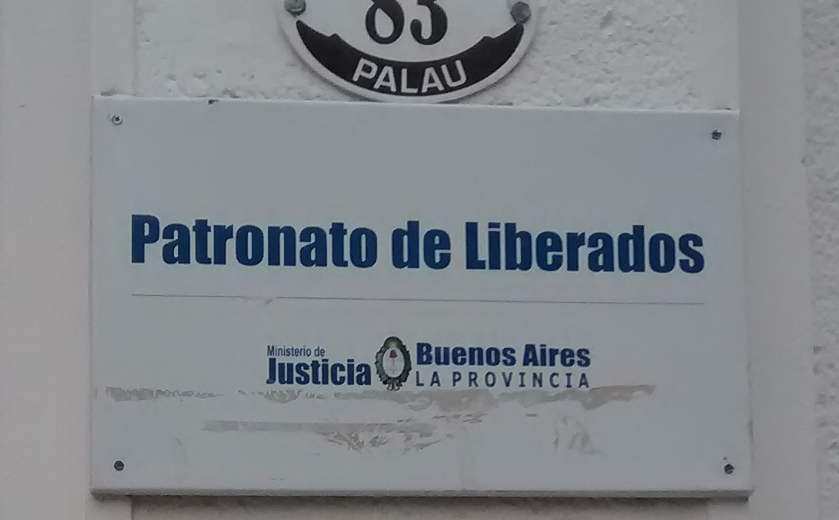 83
PALAU
Patronato de Liberados
Ministerio de
Justicia
Buenos Aires
LA PROVINCIA